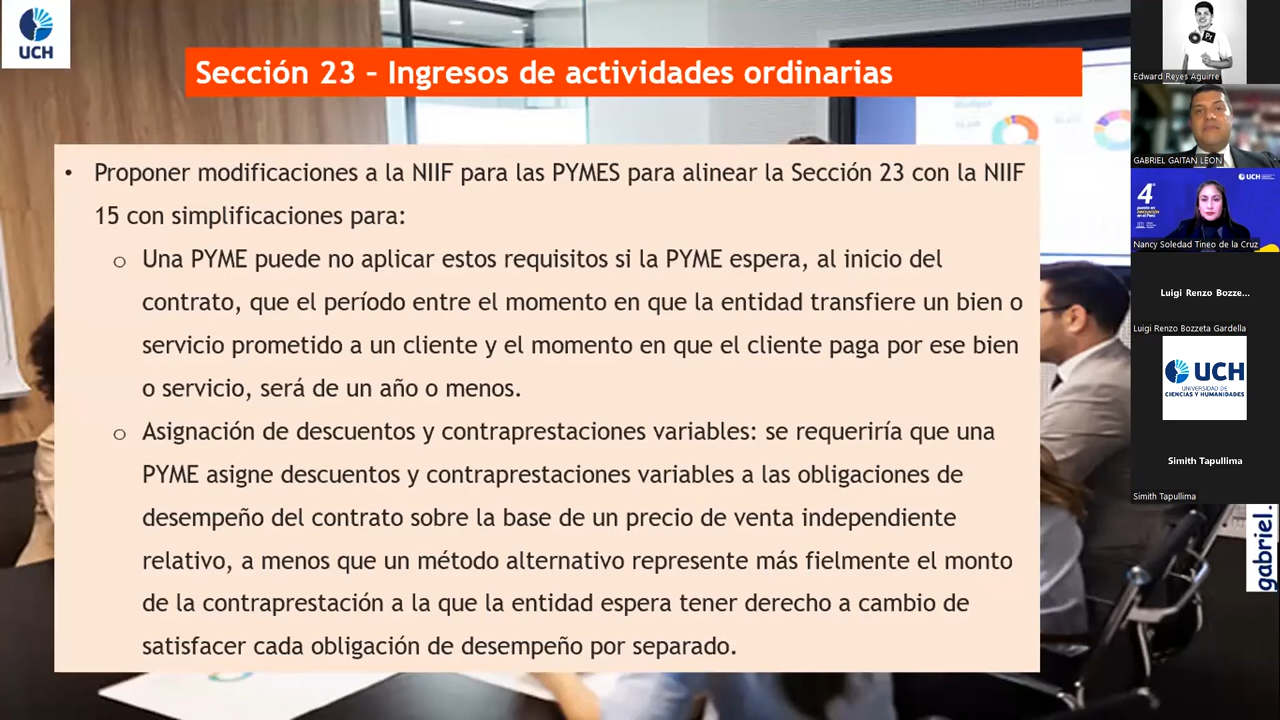 UCH
Sección 23 – Ingresos de actividades ordinarias
• Proponer modificaciones a la NIIF para las PYMES para alinear la Sección 23 con la NIIF
15 con simplificaciones para:
o Una PYME puede no aplicar estos requisitos si la PYME espera, al inicio del
contrato, que el período entre el momento en que la entidad transfiere un bien o
servicio prometido a un cliente y el momento en que el cliente paga por ese bien
o servicio, será de un año o menos.
o Asignación de descuentos y contraprestaciones variables: se requeriría que una
PYME asigne descuentos y contraprestaciones variables a las obligaciones de
desempeño del contrato sobre la base de un precio de venta independiente
relativo, a menos que un método alternativo represente más fielmente el monto
de la contraprestación a la que la entidad espera tener derecho a cambio de
satisfacer cada obligación de desempeño por separado.
Pr
Edward Reyes Aguirre
GABRIEL GAITAN LEON
UCH
4
Nancy Soledad Tineo de la Cruz
Luigi Renzo Bozze...
Luigi Renzo Bozzeta Gardella
UCH
UNIVERSIDAD DE
CIENCIAS Y HUMANIDADES
Simith Tapullima
Simith Tapullima
gabriel.